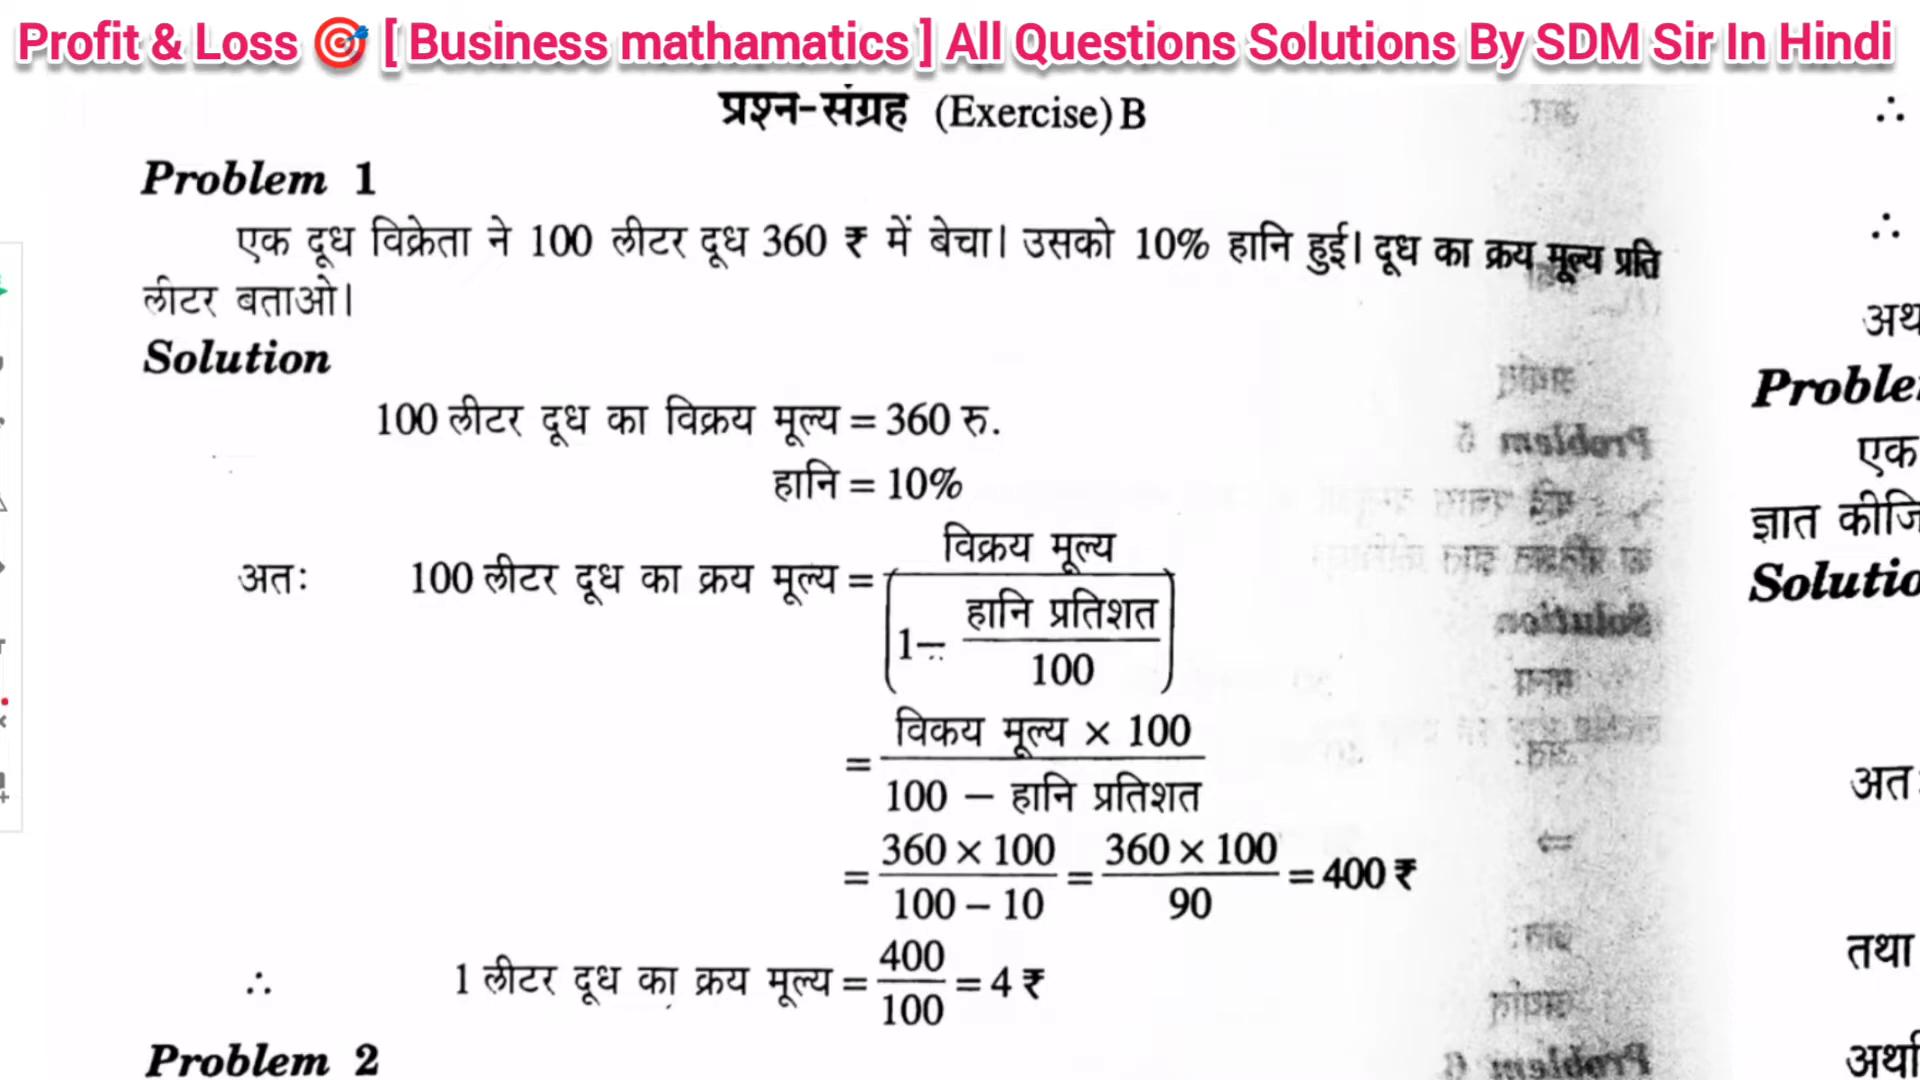 Profit & Loss 🎯 [ Business mathamatics ] All Questions Solutions By SDM Sir In Hindi
प्रश्न-संग्रह (Exercise) B
Problem 1
एक दूध विक्रेता ने 100 लीटर दूध 360 ₹ में बेचा। उसको 10% हानि हुई। दूध का क्रय मूल्य प्रति
लीटर बताओ।
Solution
100 लीटर दूध का विक्रय मूल्य = 360 रु.
हानि = 10%
अतः 100 लीटर दूध का क्रय मूल्य = विक्रय मूल्य
(1 - हानि प्रतिशत
100)
= विकय मूल्य × 100
100 – हानि प्रतिशत
= 360 × 100 / 100 – 10 = 360 × 100 / 90 = 400 ₹
∴ 1 लीटर दूध का क्रय मूल्य = 400 / 100 = 4 ₹
Problem 2
∴
∴
अथ
Proble
एक
ज्ञात कीजि
Solutio
अतः
तथा
अर्था